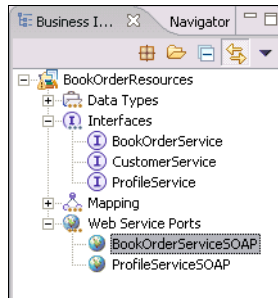 Business I... Navigator
BookOrderResources
Data Types
Interfaces
BookOrderService
CustomerService
ProfileService
Mapping
Web Service Ports
BookOrderServiceSOAP
ProfileServiceSOAP